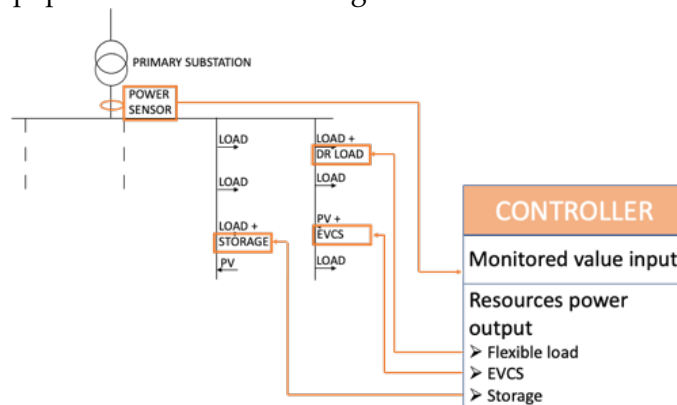 PRIMARY SUBSTATION
POWER
SENSOR
LOAD
LOAD
LOAD +
STORAGE
PV
LOAD +
DR LOAD
LOAD
PV +
EVCS
LOAD
CONTROLLER
Monitored value input
Resources power
output
➢ Flexible load
➢ EVCS
➢ Storage